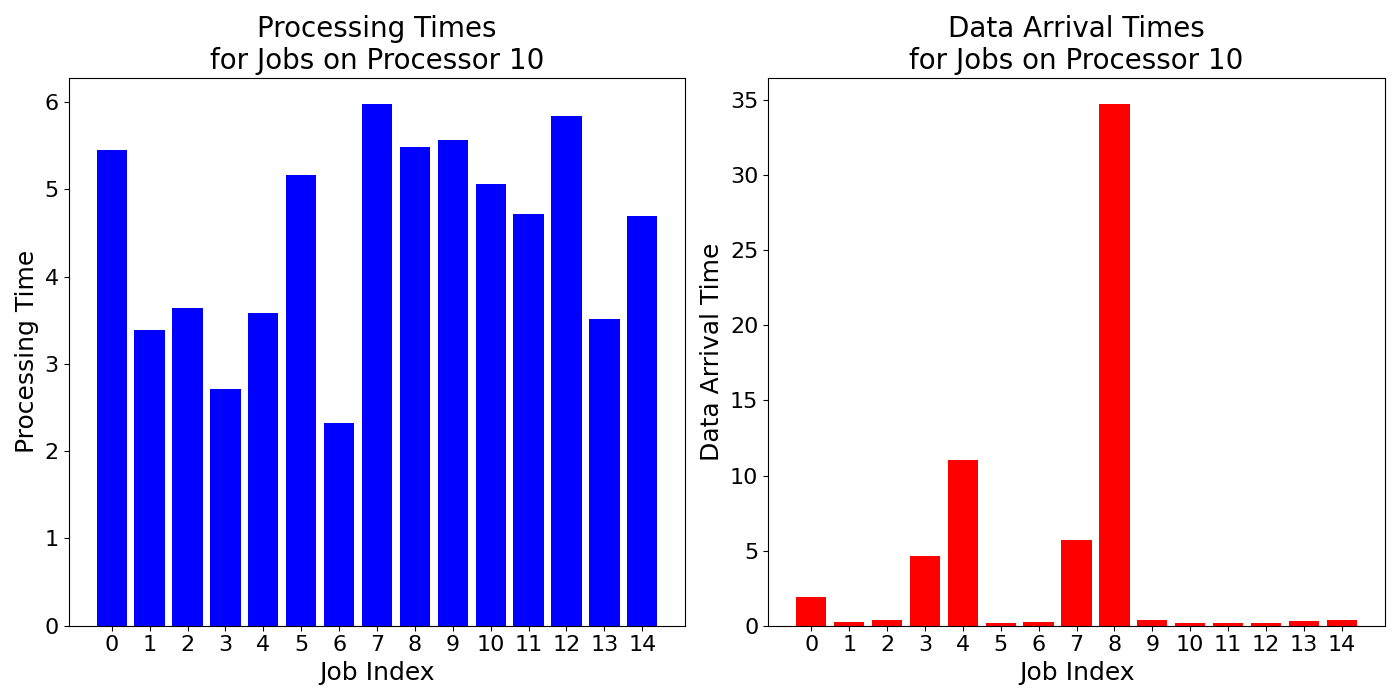 Processing Times
for Jobs on Processor 10
Processing Time
6
5
4
3
2
1
0
0 1 2 3 4 5 6 7 8 9 10 11 12 13 14
Job Index
Data Arrival Times
for Jobs on Processor 10
Data Arrival Time
35
30
25
20
15
10
5
0
0 1 2 3 4 5 6 7 8 9 10 11 12 13 14
Job Index